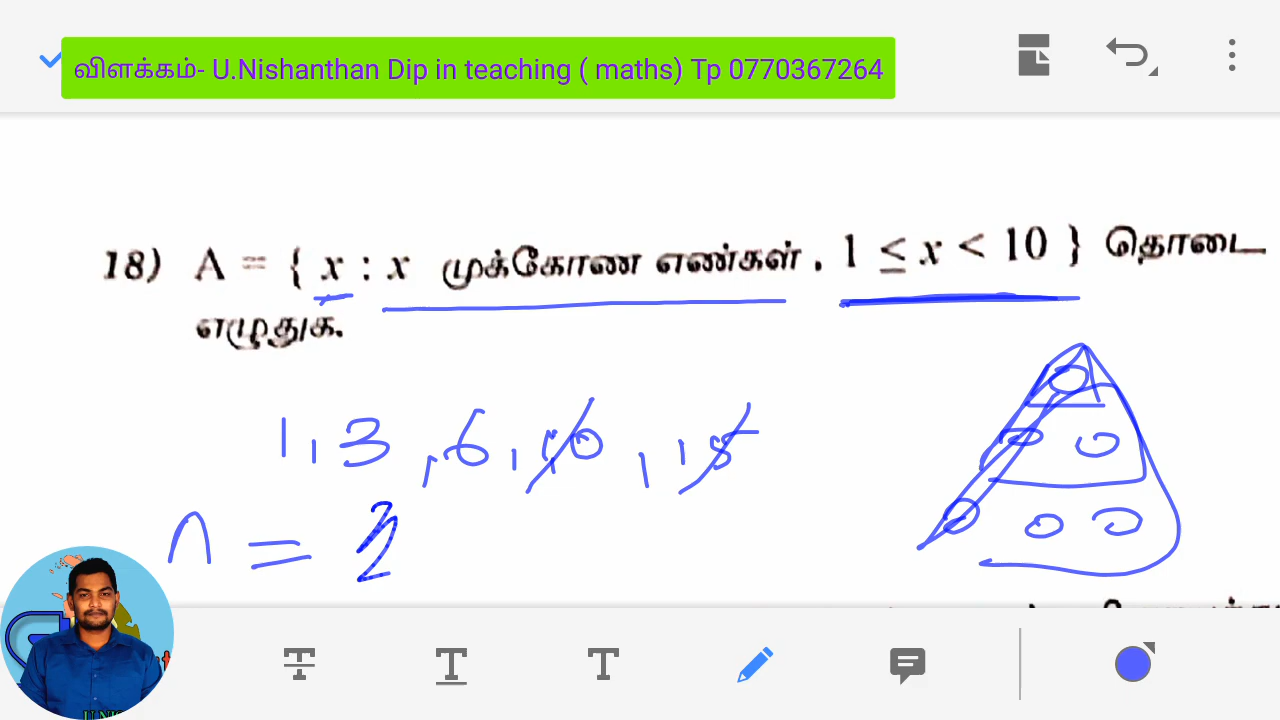 விளக்கம்- U.Nishanthan Dip in teaching ( maths) Tp 0770367264
18) A = { x : x முக்கோண எண்கள் , 1 ≤ x < 10 } தொடை
எழுதுக.
1, 3, 6, 10, 15
n =